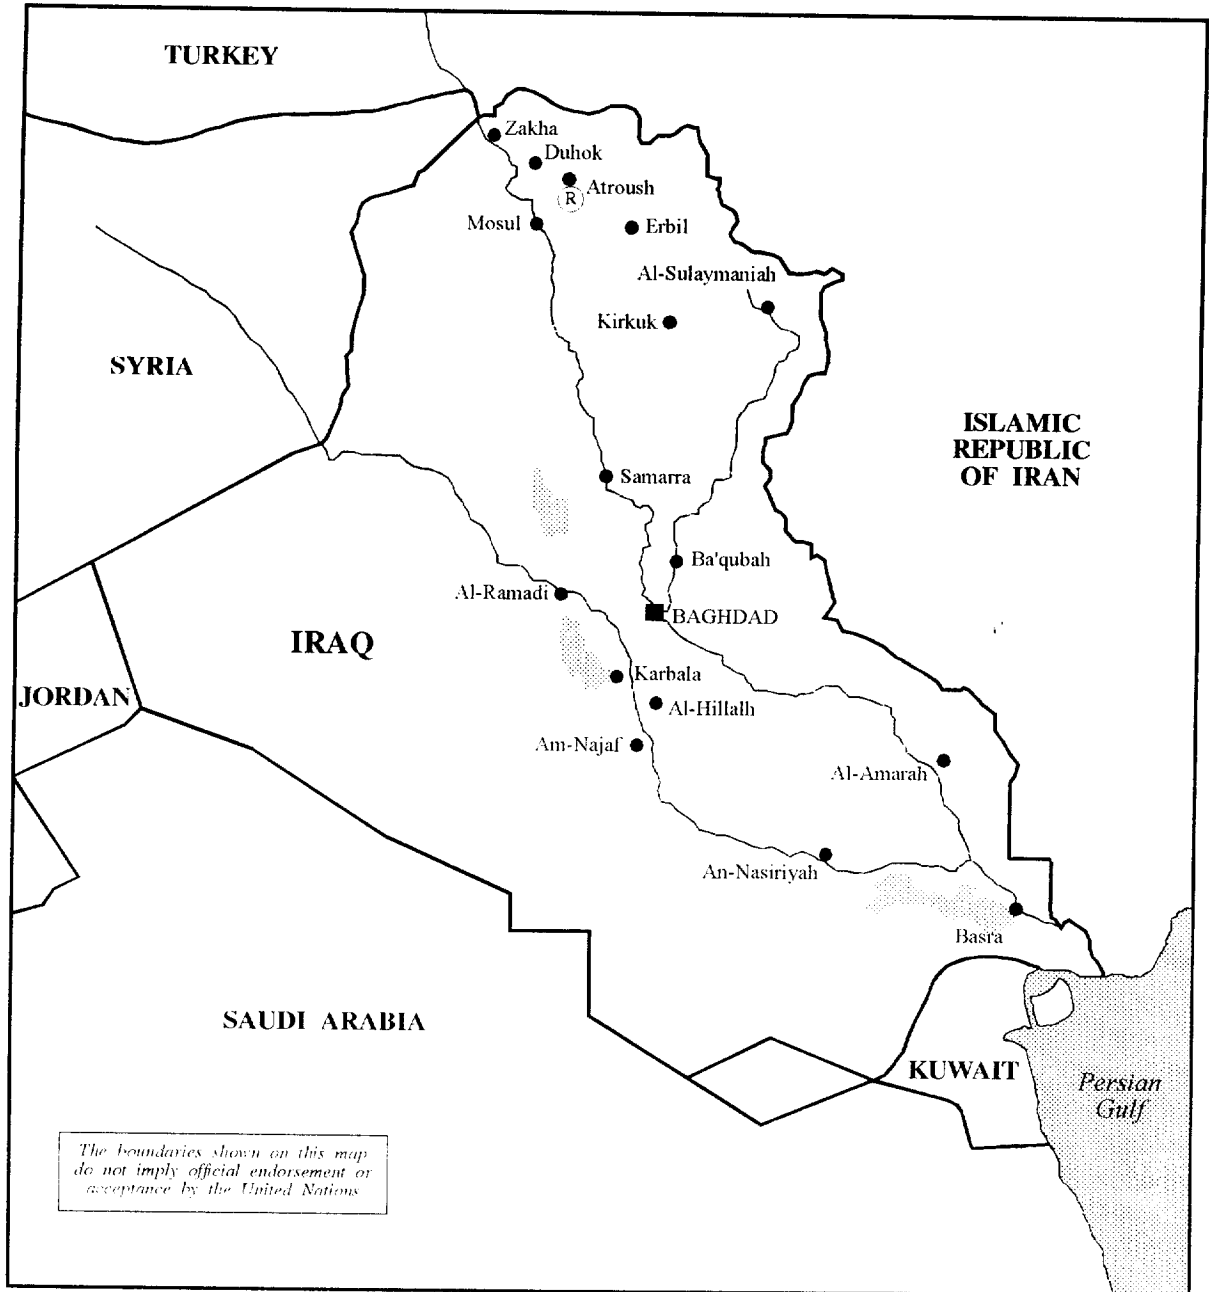 TURKEY
Zakha
Duhok
Atroush
R
Mosul
Erbil
Al-Sulaymaniah
Kirkuk
SYRIA
ISLAMIC
REPUBLIC
OF IRAN
Samarra
Ba'qubah
Al-Ramadi
BAGHDAD
IRAQ
Karbala
JORDAN
Al-Hillalh
Am-Najaf
Al-Amarah
An-Nasiriyah
Basra
SAUDI ARABIA
KUWAIT
Persian
Gulf
The boundaries shown on this map
do not imply official endorsement or
acceptance by the United Nations